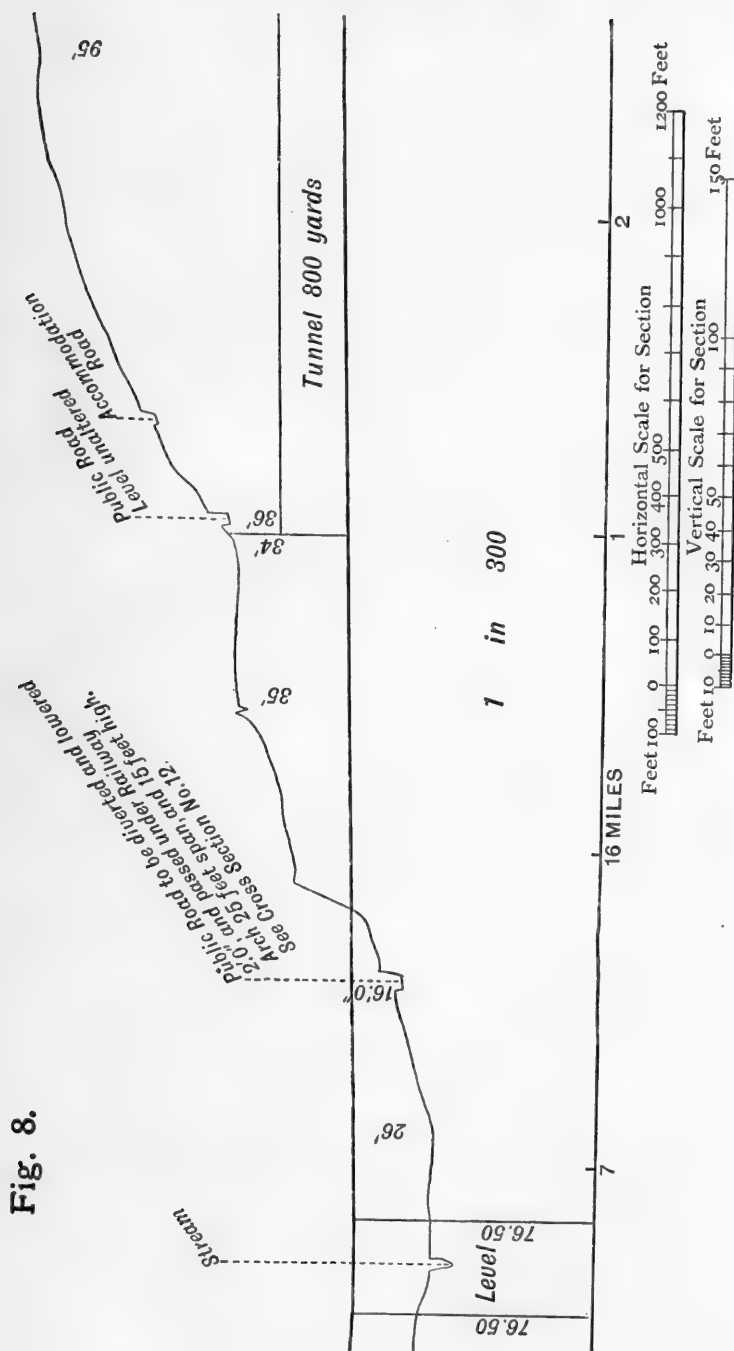 Fig. 8.
Stream
Public Road to be diverted and lowered
2'.0", and passed under Railway
Arch 25 feet span, and 15 feet high.
See Cross Section No. 12.
Public Road
Level unaltered
Accommodation
Road
95'
36'
34'
35'
16'.0"
26'
Tunnel 800 yards
76.50
Level
76.50
1 in 300
7
16 MILES
1
2
Horizontal Scale for Section
Feet 100 0 100 200 300 400 500 1000 1200 Feet
Vertical Scale for Section
Feet 10 0 10 20 30 40 50 100 150 Feet